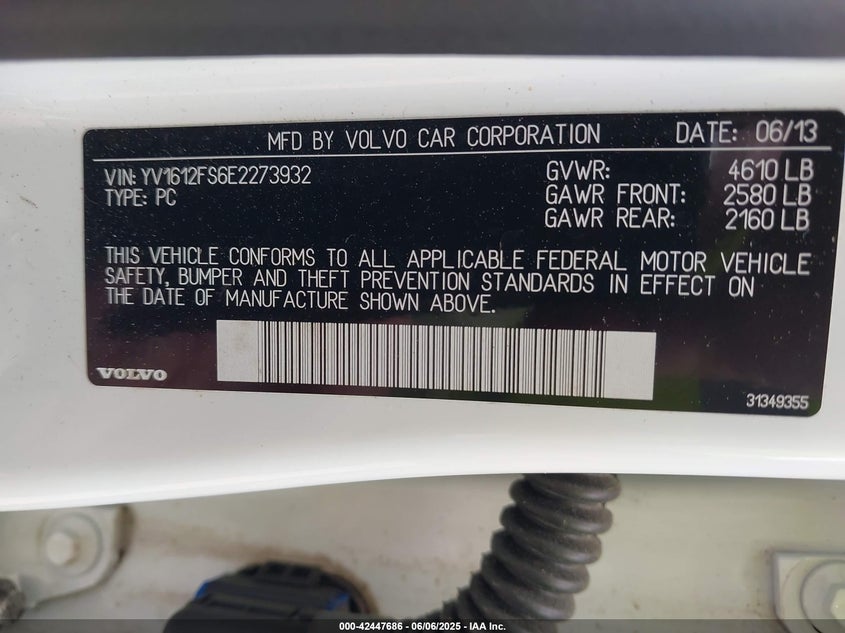 MFD BY VOLVO CAR CORPORATION DATE: 06/13
VIN: YV1612FS6E2273932 GVWR: 4610 LB
TYPE: PC GAWR FRONT: 2580 LB
GAWR REAR: 2160 LB
THIS VEHICLE CONFORMS TO ALL APPLICABLE FEDERAL MOTOR VEHICLE
SAFETY, BUMPER AND THEFT PREVENTION STANDARDS IN EFFECT ON
THE DATE OF MANUFACTURE SHOWN ABOVE.
VOLVO
31349355
000-42447686 - 06/06/2025 - IAA Inc.